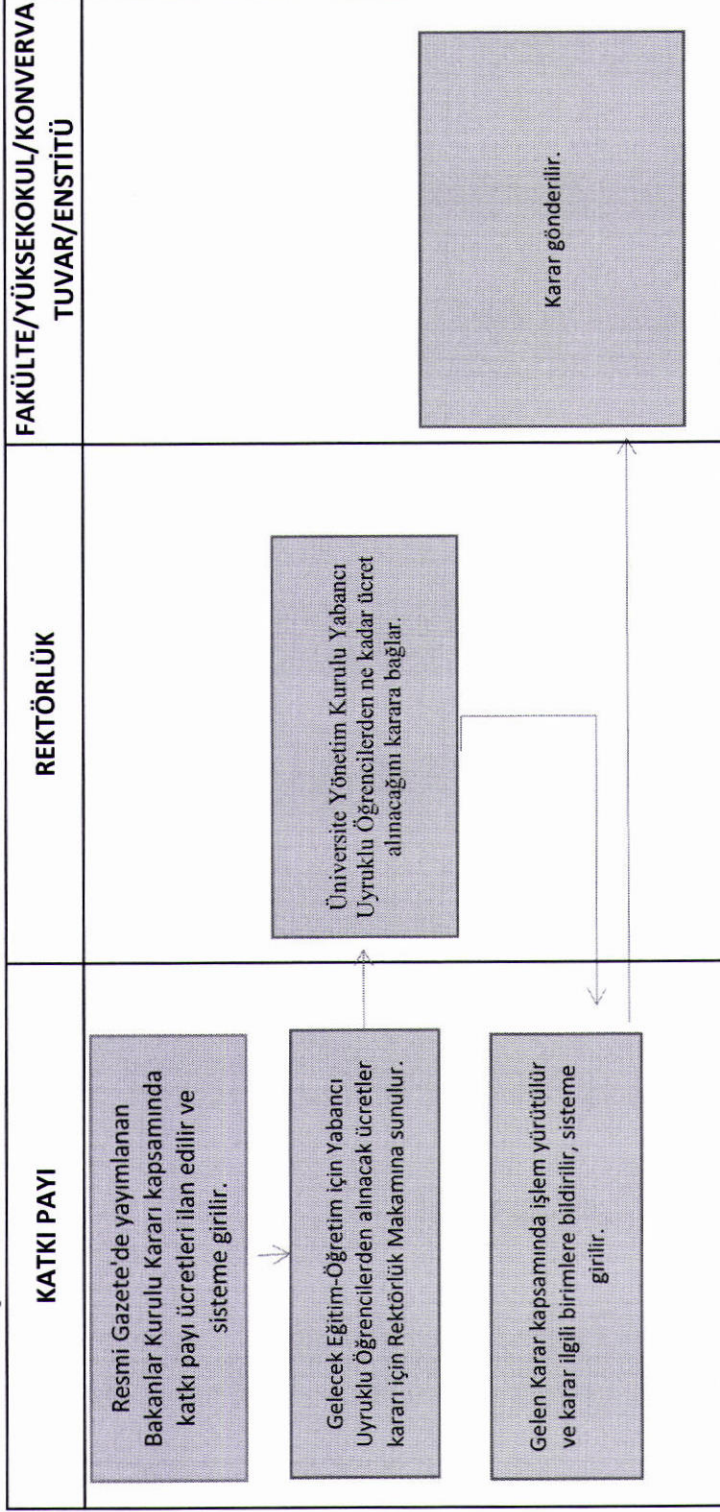 KATKI PAYI
REKTÖRLÜK
FAKÜLTE/YÜKSEKOKUL/KONVERVA
TUVAR/ENSTİTÜ
Resmi Gazete'de yayımlanan
Bakanlar Kurulu Kararı kapsamında
katkı payı ücretleri ilan edilir ve
sisteme girilir.
Gelecek Eğitim-Öğretim için Yabancı
Uyruklu Öğrencilerden alınacak ücretler
kararı için Rektörlük Makamına sunulur.
Üniversite Yönetim Kurulu Yabancı
Uyruklu Öğrencilerden ne kadar ücret
alınacağını karara bağlar.
Gelen Karar kapsamında işlem yürütülür
ve karar ilgili birimlere bildirilir, sisteme
girilir.
Karar gönderilir.